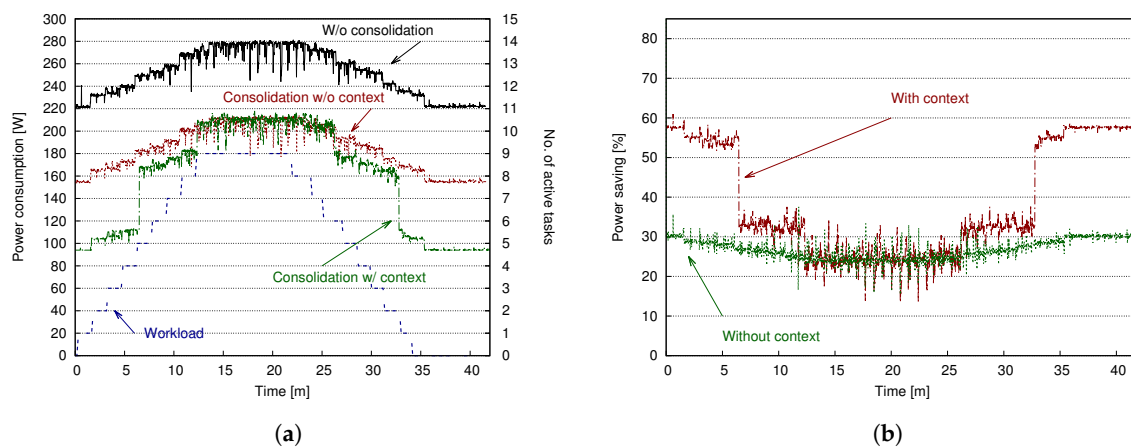 300
280
260
240
220
200
180
160
140
120
100
80
60
40
20
0
Power consumption [W]
W/o consolidation
Consolidation w/o context
Consolidation w/ context
Workload
15
14
13
12
11
10
9
8
7
6
5
4
3
2
1
0
No. of active tasks
0 5 10 15 20 25 30 35 40
Time [m]
(a)
80
70
60
50
40
30
20
10
0
Power saving [%]
With context
Without context
0 5 10 15 20 25 30 35 40
Time [m]
(b)